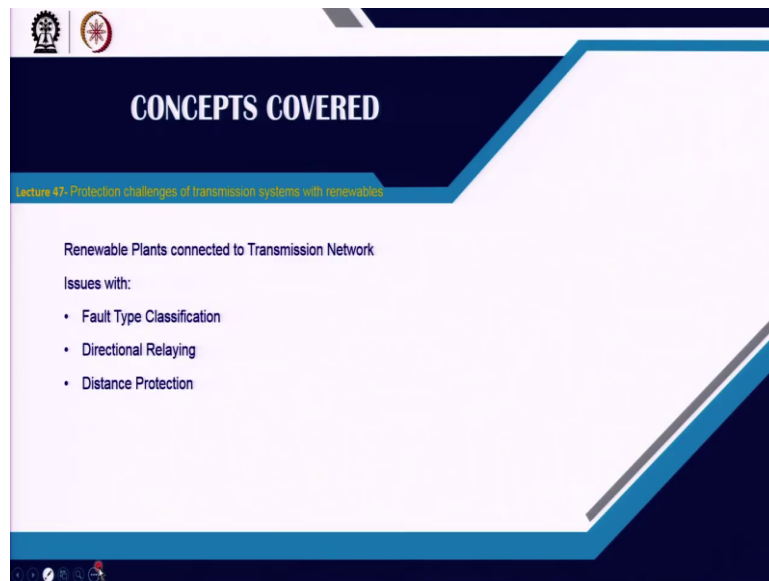 CONCEPTS COVERED
Lecture 47- Protection challenges of transmission systems with renewables
Renewable Plants connected to Transmission Network
Issues with:
• Fault Type Classification
• Directional Relaying
• Distance Protection